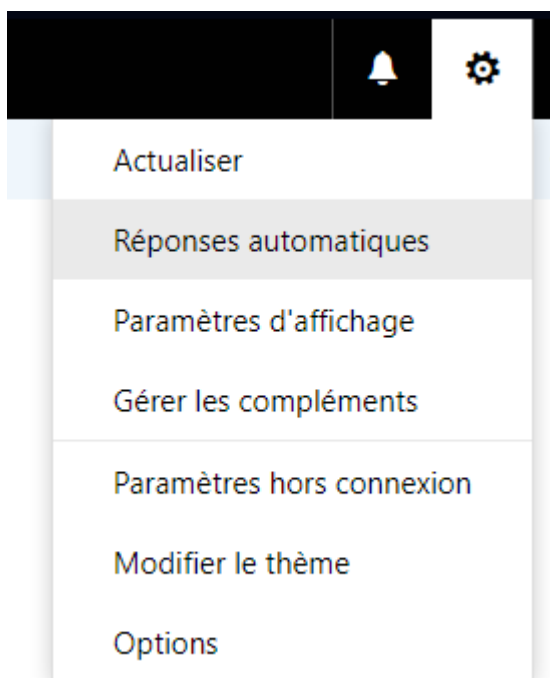 Actualiser
Réponses automatiques
Paramètres d'affichage
Gérer les compléments
Paramètres hors connexion
Modifier le thème
Options